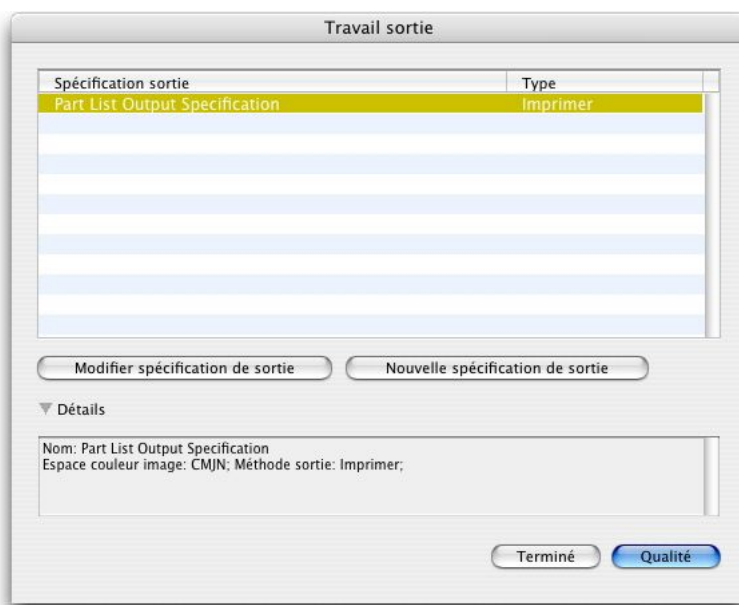 Travail sortie
Spécification sortie Type
Part List Output Specification Imprimer
Modifier spécification de sortie Nouvelle spécification de sortie
Détails
Nom: Part List Output Specification
Espace couleur image: CMJN; Méthode sortie: Imprimer;
Terminé Qualité